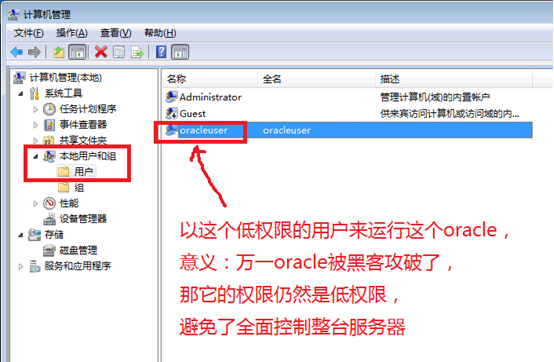 计算机管理
文件(F) 操作(A) 查看(V) 帮助(H)
计算机管理(本地)
系统工具
任务计划程序
事件查看器
共享文件夹
本地用户和组
用户
组
性能
设备管理器
存储
磁盘管理
服务和应用程序
名称 全名 描述
Administrator 管理计算机(域)的内置帐户
Guest 供来宾访问计算机或访问域的内...
oracleuser oracleuser
以这个低权限的用户来运行这个oracle，
意义：万一oracle被黑客攻破了，
那它的权限仍然是低权限，
避免了全面控制整台服务器